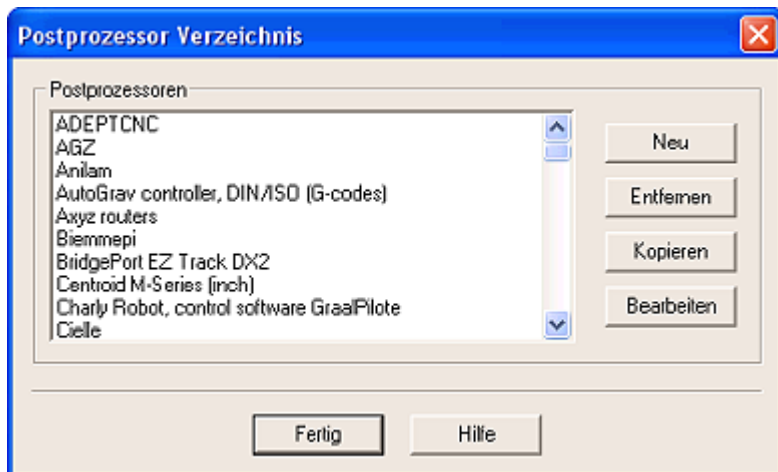 Postprozessor Verzeichnis
Postprozessoren
ADEPTCNC
AGZ
Anilam
AutoGrav controller, DIN/ISO (G-codes)
Axyz routers
Biemmepi
BridgePort EZ Track DX2
Centroid M-Series (inch)
Charly Robot, control software GraalPilote
Cielle
Neu
Entfernen
Kopieren
Bearbeiten
Fertig
Hilfe